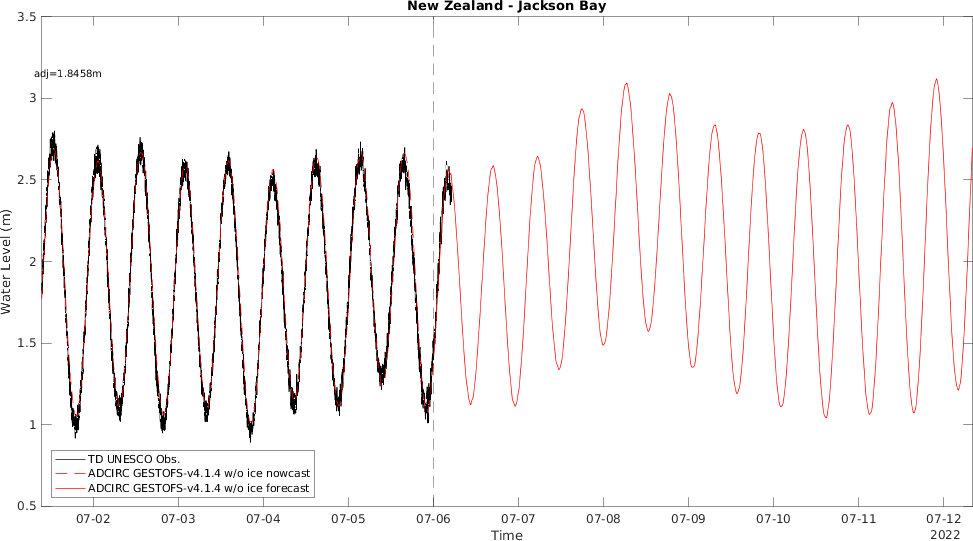 New Zealand - Jackson Bay
adj=1.8458m
3.5
3
2.5
2
1.5
1
0.5
Water Level (m)
TD UNESCO Obs.
ADCIRC GESTOFS-v4.1.4 w/o ice nowcast
ADCIRC GESTOFS-v4.1.4 w/o ice forecast
07-02 07-03 07-04 07-05 07-06 07-07 07-08 07-09 07-10 07-11 07-12
2022
Time